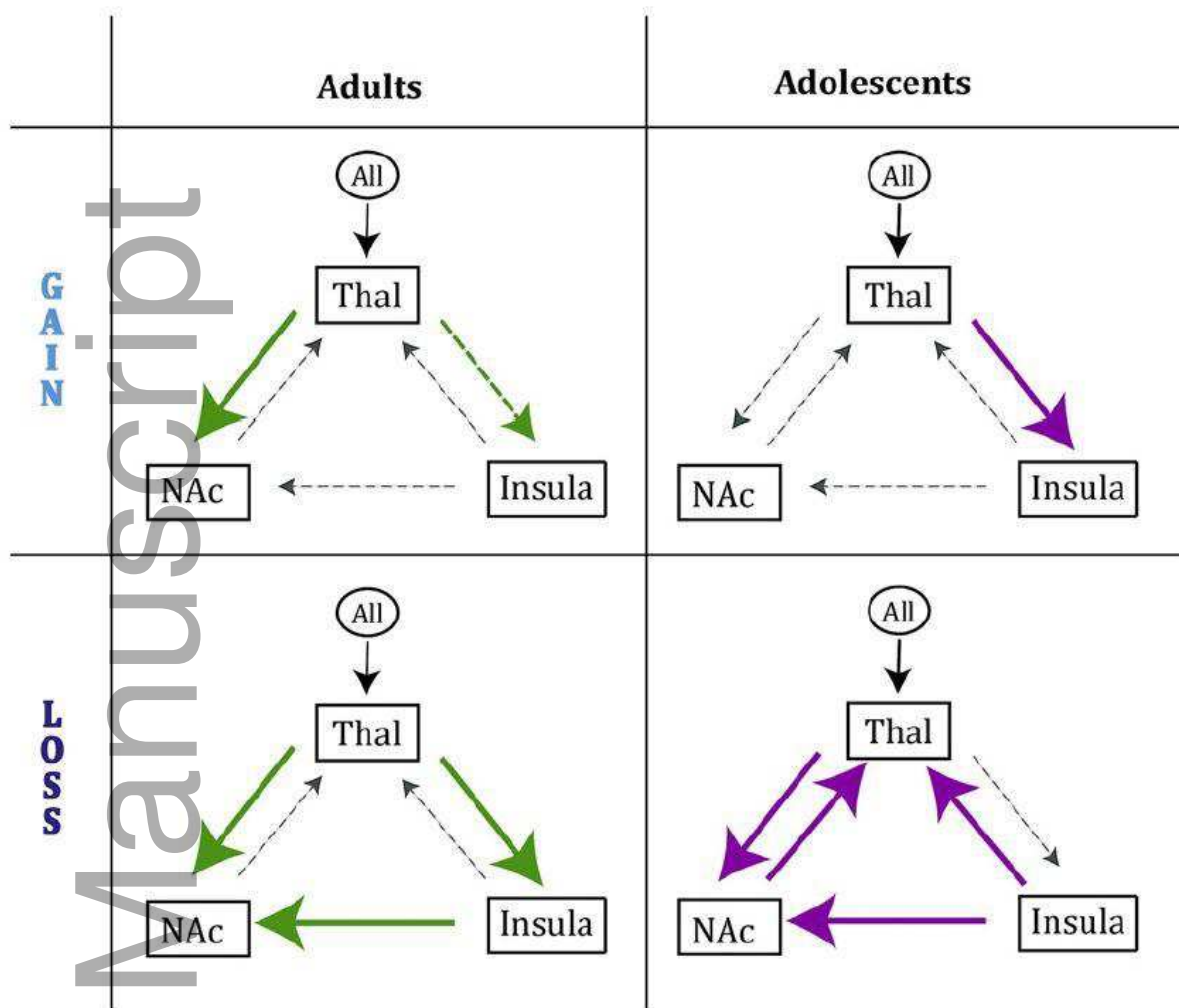 Adults
Adolescents
GAIN
All
Thal
NAc
Insula
All
Thal
NAc
Insula
LOSS
All
Thal
NAc
Insula
All
Thal
NAc
Insula
Manuscript